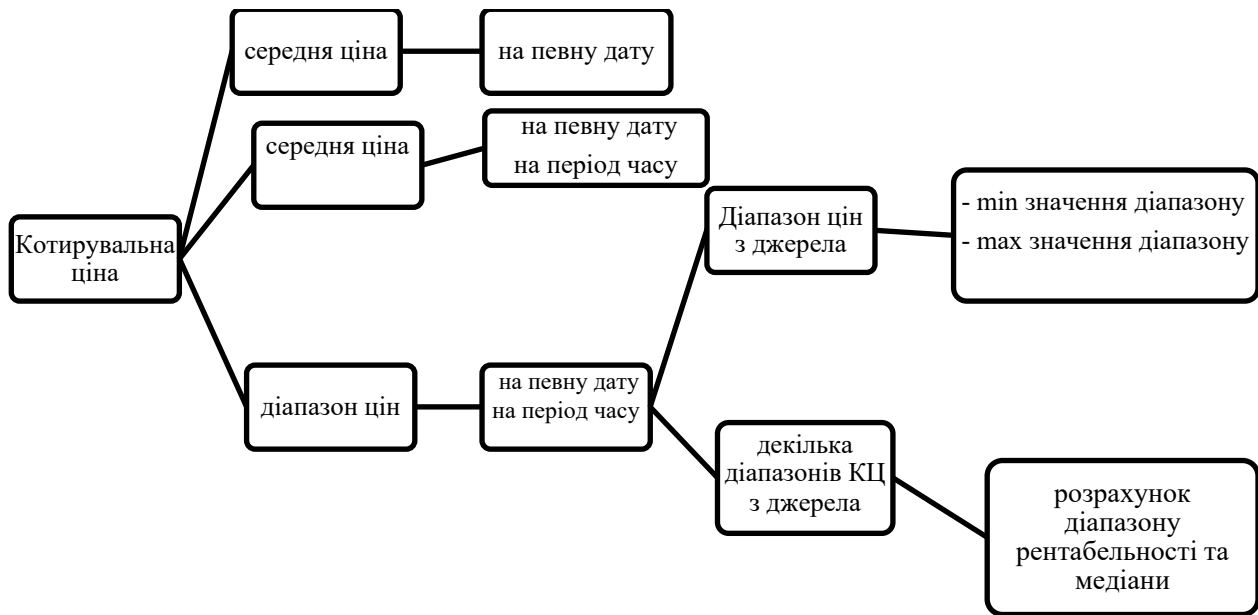 середня ціна
на певну дату
середня ціна
на певну дату
на період часу
Котирувальна
ціна
Діапазон цін
з джерела
- min значення діапазону
- max значення діапазону
діапазон цін
на певну дату
на період часу
декілька
діапазонів КЦ
з джерела
розрахунок
діапазону
рентабельності та
медіани